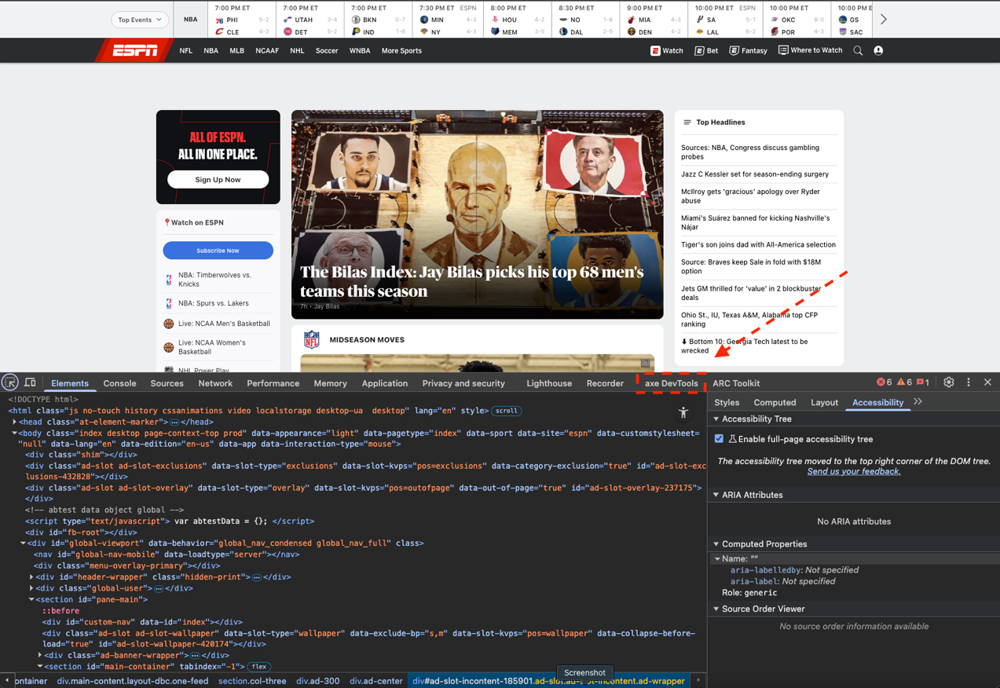 Top Events
NBA
7:00 PM ET
PHI 5-2
CLE 4-3
7:00 PM ET
UTAH 3-4
DET 5-2
7:00 PM ET
BKN 0-7
IND 1-6
7:30 PM ET ESPN
MIN 4-3
NY 4-3
8:00 PM ET
HOU 4-2
MEM 3-5
8:30 PM ET
NO 1-6
DAL 2-5
9:00 PM ET
MIA 4-3
DEN 4-2
10:00 PM ET ESPN
SA 5-1
LAL 6-2
10:00 PM ET
OKC 8-0
POR 4-3
10:00 PM E
GS
SAC
ESPN NFL NBA MLB NCAAF NHL Soccer WNBA More Sports Watch Bet Fantasy Where to Watch
ALL OF ESPN.
ALL IN ONE PLACE.
Sign Up Now
Watch on ESPN
Subscribe Now
NBA: Timberwolves vs.
Knicks
NBA: Spurs vs. Lakers
Live: NCAA Men's Basketball
Live: NCAA Women's
Basketball
NHL Power Play
The Bilas Index: Jay Bilas picks his top 68 men's
teams this season
7h • Jay Bilas
NFL
MIDSEASON MOVES
Top Headlines
Sources: NBA, Congress discuss gambling
probes
Jazz C Kessler set for season-ending surgery
McIlroy gets 'gracious' apology over Ryder
abuse
Miami's Suárez banned for kicking Nashville's
Nájar
Tiger's son joins dad with All-America selection
Source: Braves keep Sale in fold with $18M
option
Jets GM thrilled for 'value' in 2 blockbuster
deals
Ohio St., IU, Texas A&M, Alabama top CFP
ranking
⬇ Bottom 10: Georgia Tech latest to be
wrecked
Elements Console Sources Network Performance Memory Application Privacy and security Lighthouse Recorder axe DevTools ARC Toolkit 6 6 1
<!DOCTYPE html>
<html class="js no-touch history cssanimations video localstorage desktop-ua  desktop" lang="en" style> scroll
<head class="at-element-marker"> … </head>
<body class="index desktop page-context-top prod" data-appearance="light" data-pagetype="index" data-sport data-site="espn" data-customstylesheet=
"null" data-lang="en" data-edition="en-us" data-app data-interaction-type="mouse">
<div class="shim"></div>
<div class="ad-slot ad-slot-exclusions" data-slot-type="exclusions" data-slot-kvps="pos=exclusions" data-category-exclusion="true" id="ad-slot-exc
lusions-432828"></div>
<div class="ad-slot ad-slot-overlay" data-slot-type="overlay" data-slot-kvps="pos=outofpage" data-out-of-page="true" id="ad-slot-overlay-237175">
</div>
<!-- abtest data object global -->
<script type="text/javascript"> var abtestData = {}; </script>
<div id="fb-root"></div>
<div id="global-viewport" data-behavior="global_nav_condensed global_nav_full" class>
<nav id="global-nav-mobile" data-loadtype="server"></nav>
<div class="menu-overlay-primary"></div>
<div id="header-wrapper" class="hidden-print"> … </div>
<div class="global-user"> … </div>
<section id="pane-main">
::before
<div id="custom-nav" data-id="index"></div>
<div class="ad-slot ad-slot-wallpaper" data-slot-type="wallpaper" data-exclude-bp="s,m" data-slot-kvps="pos=wallpaper" data-collapse-before-
load="true" id="ad-slot-wallpaper-420174"></div>
<div class="ad-banner-wrapper"> … </div>
<section id="main-container" tabindex="-1"> flex
ontainer div.main-content.layout-dbc.one-feed section.col-three div.ad-300 div.ad-center div#ad-slot-incontent-185901.ad-slot.ad-slot-incontent.ad-wrapper
Screenshot
Styles Computed Layout Accessibility
Accessibility Tree
Enable full-page accessibility tree
The accessibility tree moved to the top right corner of the DOM tree.
Send us your feedback.
ARIA Attributes
No ARIA attributes
Computed Properties
Name: ""
aria-labelledby: Not specified
aria-label: Not specified
Role: generic
Source Order Viewer
No source order information available